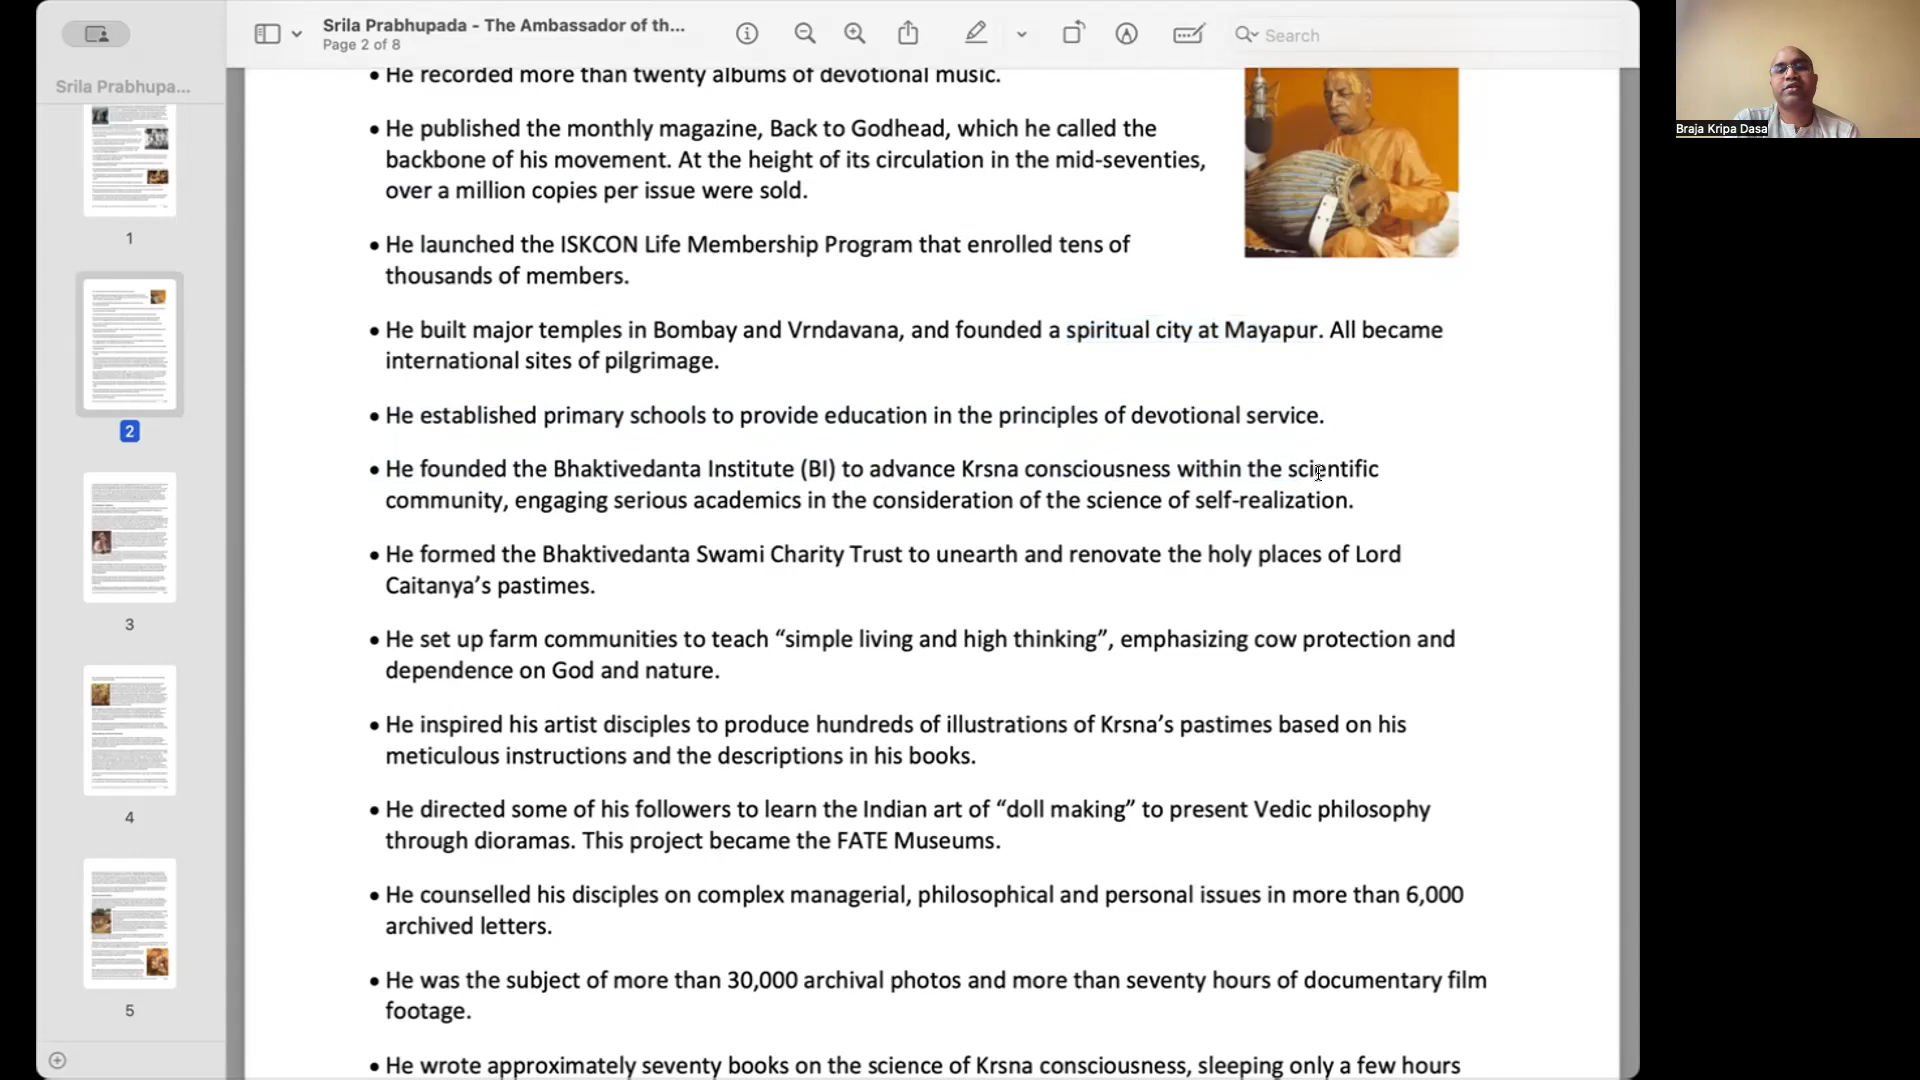 Srila Prabhupada - The Ambassador of th...
Page 2 of 8
Search
Srila Prabhupa...
1
2
3
4
5
• He recorded more than twenty albums of devotional music.
• He published the monthly magazine, Back to Godhead, which he called the
backbone of his movement. At the height of its circulation in the mid-seventies,
over a million copies per issue were sold.
• He launched the ISKCON Life Membership Program that enrolled tens of
thousands of members.
• He built major temples in Bombay and Vrndavana, and founded a spiritual city at Mayapur. All became
international sites of pilgrimage.
• He established primary schools to provide education in the principles of devotional service.
• He founded the Bhaktivedanta Institute (BI) to advance Krsna consciousness within the scientific
community, engaging serious academics in the consideration of the science of self-realization.
• He formed the Bhaktivedanta Swami Charity Trust to unearth and renovate the holy places of Lord
Caitanya’s pastimes.
• He set up farm communities to teach “simple living and high thinking”, emphasizing cow protection and
dependence on God and nature.
• He inspired his artist disciples to produce hundreds of illustrations of Krsna’s pastimes based on his
meticulous instructions and the descriptions in his books.
• He directed some of his followers to learn the Indian art of “doll making” to present Vedic philosophy
through dioramas. This project became the FATE Museums.
• He counselled his disciples on complex managerial, philosophical and personal issues in more than 6,000
archived letters.
• He was the subject of more than 30,000 archival photos and more than seventy hours of documentary film
footage.
• He wrote approximately seventy books on the science of Krsna consciousness, sleeping only a few hours
Braja Kripa Dasa